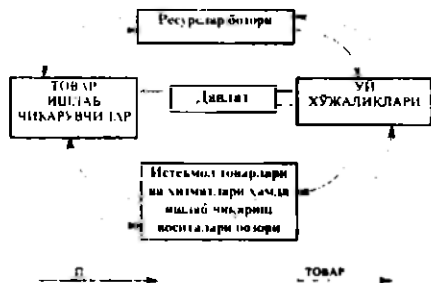 Ресурслар бозори
ТОВАР
ИШЛАБ
ЧИҚАРУВЧИЛАР
Давлат
УЙ
ХЎЖАЛИКЛАРИ
Истеъмол товарлари
ва хизматлари ҳамда
ишлаб чиқариш
воситалари бозори
П
ТОВАР